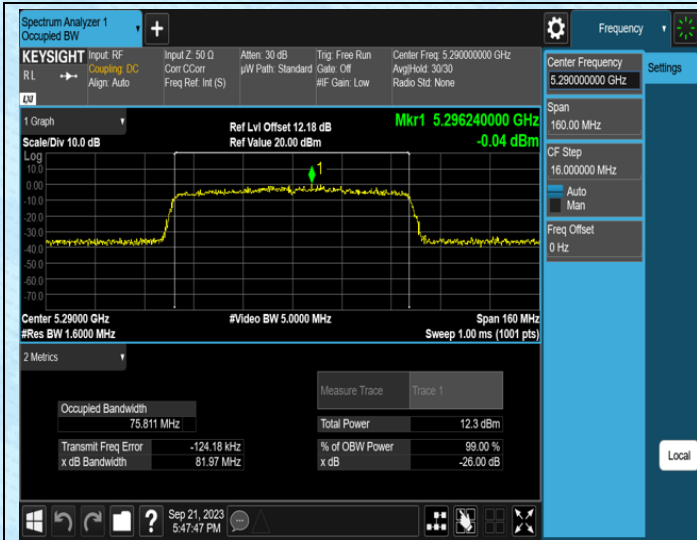 Spectrum Analyzer 1
Occupied BW
Frequency
KEYSIGHT
Input: RF
Coupling: DC
Align: Auto
Input Z: 50 Ω
Corr CCorr
Freq Ref: Int (S)
Atten: 30 dB
µW Path: Standard
Trig: Free Run
Gate: Off
#IF Gain: Low
Center Freq: 5.290000000 GHz
Avg|Hold: 30/30
Radio Std: None
R L
LXI
Center Frequency
5.290000000 GHz
Settings
Span
160.00 MHz
CF Step
16.000000 MHz
Auto
Man
Freq Offset
0 Hz
1 Graph
Scale/Div 10.0 dB
Ref Lvl Offset 12.18 dB
Ref Value 20.00 dBm
Mkr1 5.296240000 GHz
-0.04 dBm
Log
10.0
0.00
-10.0
-20.0
-30.0
-40.0
-50.0
-60.0
-70.0
1
Center 5.29000 GHz
#Res BW 1.6000 MHz
#Video BW 5.0000 MHz
Span 160 MHz
Sweep 1.00 ms (1001 pts)
2 Metrics
Measure Trace
Trace 1
Occupied Bandwidth
75.811 MHz
Total Power
12.3 dBm
Transmit Freq Error
-124.18 kHz
% of OBW Power
99.00 %
x dB Bandwidth
81.97 MHz
x dB
-26.00 dB
Local
?
Sep 21, 2023
5:47:47 PM